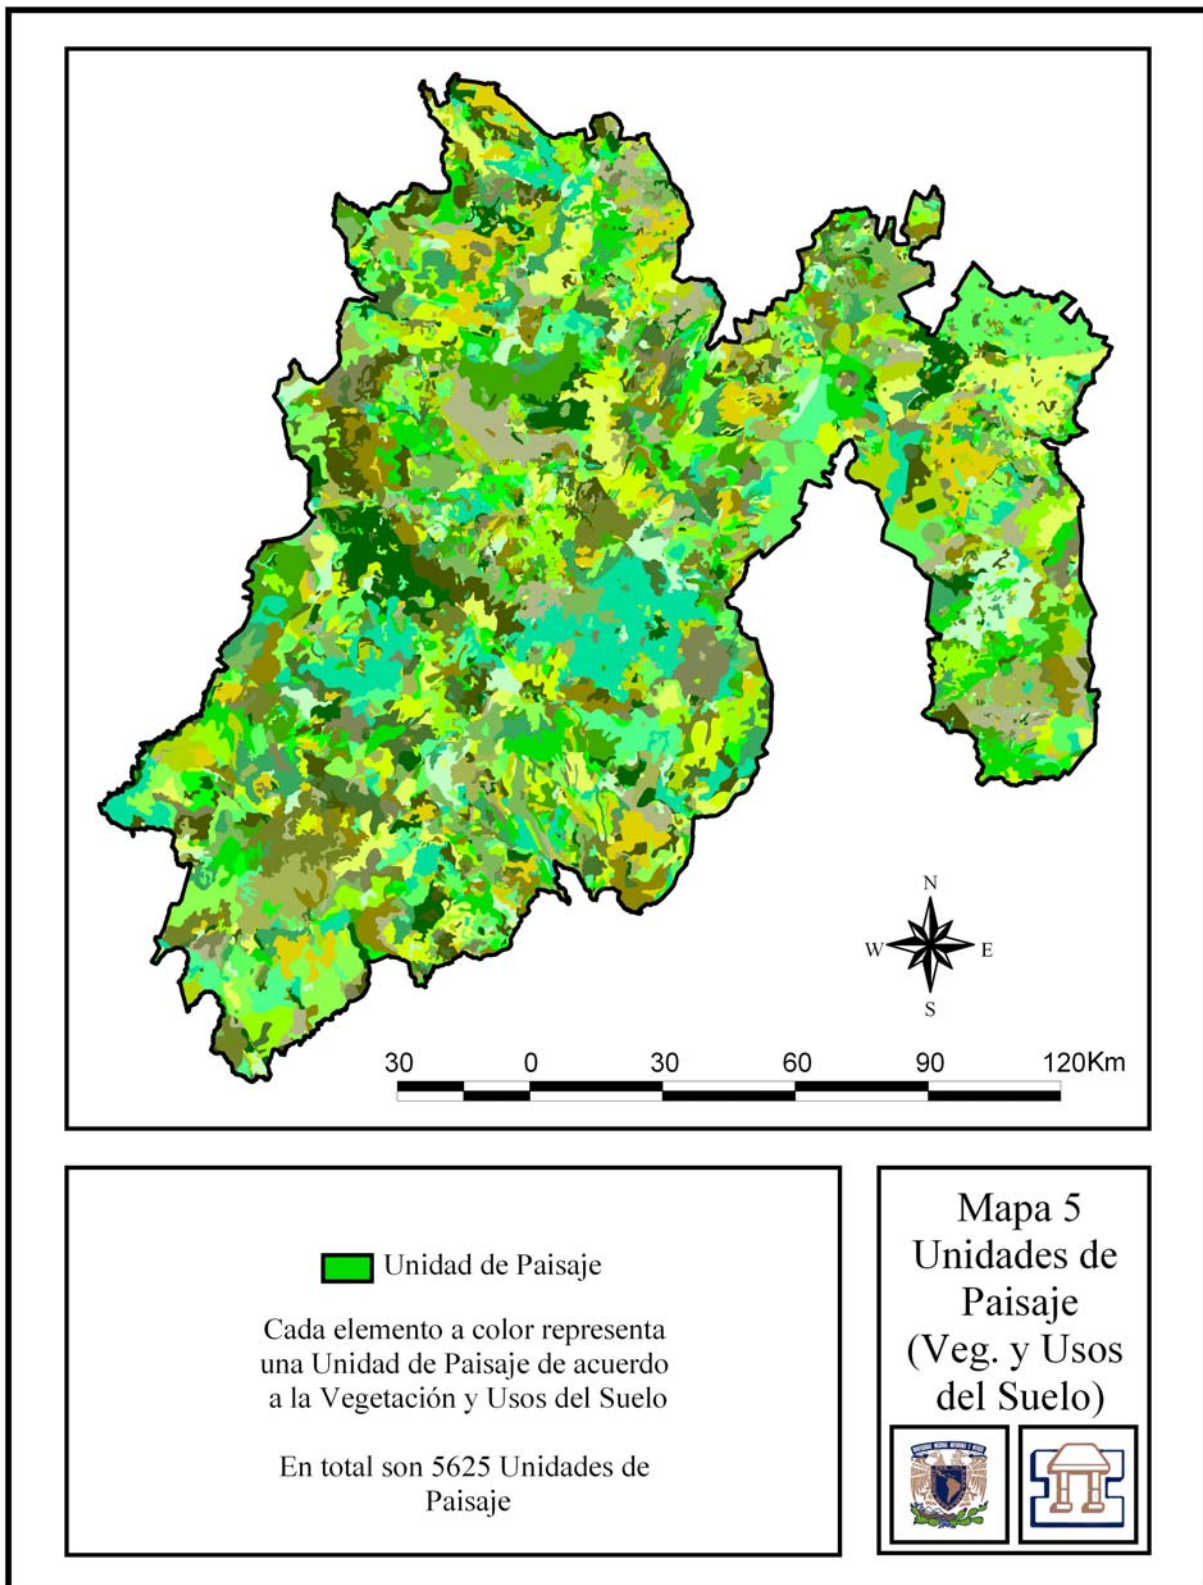 N
W E
S
30 0 30 60 90 120Km
Unidad de Paisaje
Cada elemento a color representa
una Unidad de Paisaje de acuerdo
a la Vegetación y Usos del Suelo
En total son 5625 Unidades de
Paisaje
Mapa 5
Unidades de
Paisaje
(Veg. y Usos
del Suelo)